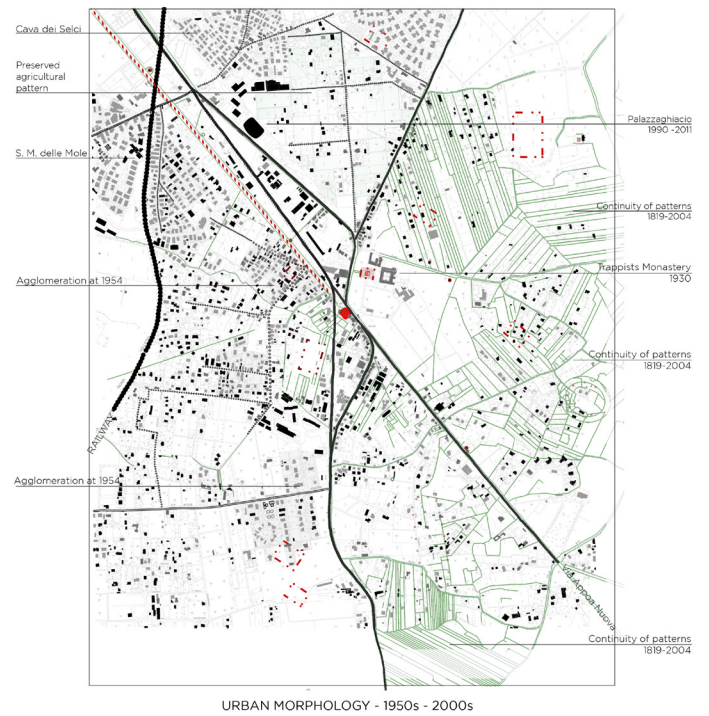 Cava dei Selci
Preserved
agricultural
pattern
S. M. delle Mole
Agglomeration at 1954
RAILWAY
Agglomeration at 1954
Palazzaghiacio
1990 -2011
Continuity of patterns
1819-2004
Trappists Monastery
1930
Continuity of patterns
1819-2004
Via Appoa Nuova
Continuity of patterns
1819-2004
URBAN MORPHOLOGY - 1950s - 2000s